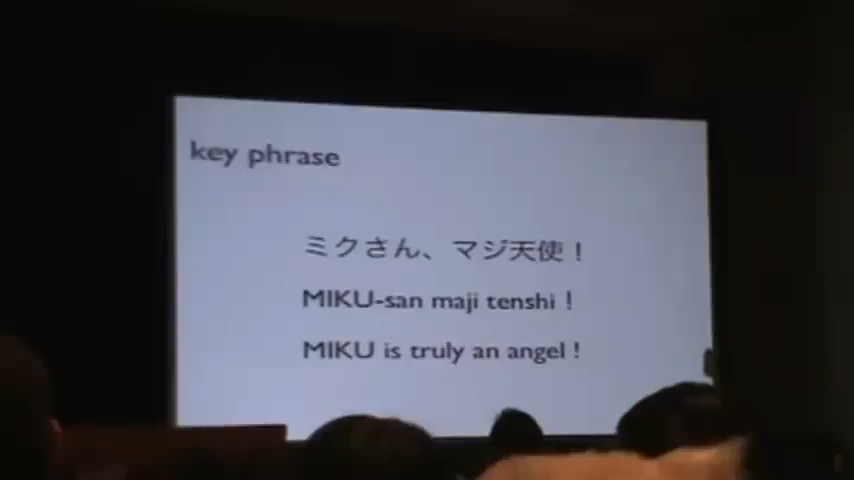 key phrase
ミクさん、マジ天使！
MIKU-san maji tenshi !
MIKU is truly an angel !